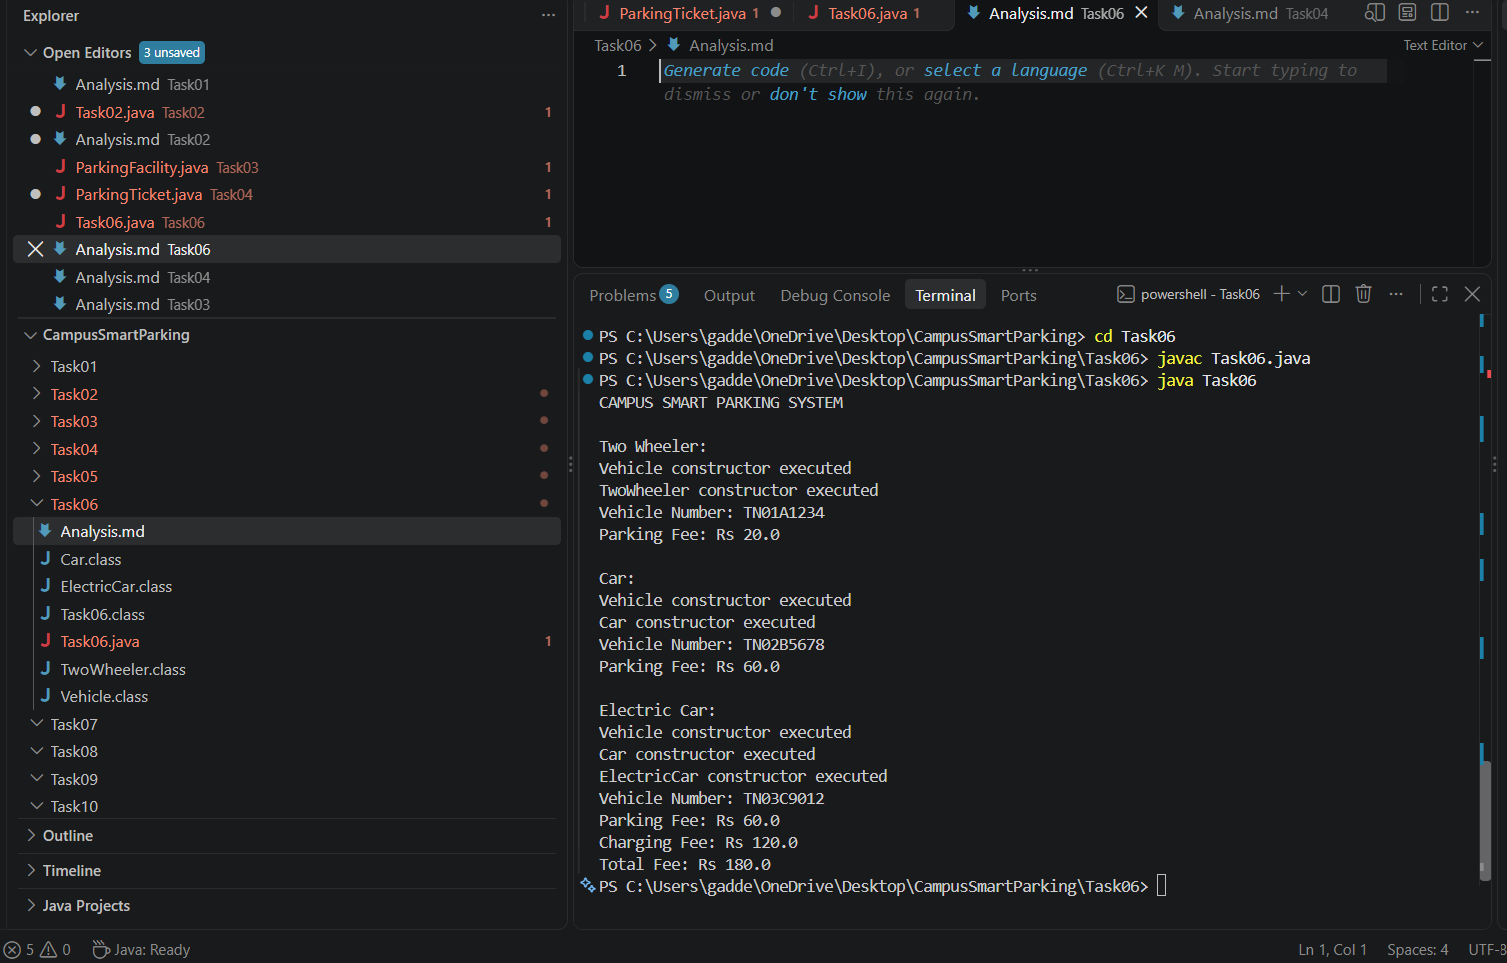 Explorer
Open Editors 3 unsaved
Analysis.md Task01
Task02.java Task02 1
Analysis.md Task02
ParkingFacility.java Task03 1
ParkingTicket.java Task04 1
Task06.java Task06 1
Analysis.md Task06
Analysis.md Task04
Analysis.md Task03
CampusSmartParking
Task01
Task02
Task03
Task04
Task05
Task06
Analysis.md
Car.class
ElectricCar.class
Task06.class
Task06.java 1
TwoWheeler.class
Vehicle.class
Task07
Task08
Task09
Task10
Outline
Timeline
Java Projects
ParkingTicket.java 1 Task06.java 1 Analysis.md Task06 Analysis.md Task04
Task06 > Analysis.md Text Editor
1 Generate code (Ctrl+I), or select a language (Ctrl+K M). Start typing to
dismiss or don't show this again.
Problems 5 Output Debug Console Terminal Ports powershell - Task06
PS C:\Users\gadde\OneDrive\Desktop\CampusSmartParking> cd Task06
PS C:\Users\gadde\OneDrive\Desktop\CampusSmartParking\Task06> javac Task06.java
PS C:\Users\gadde\OneDrive\Desktop\CampusSmartParking\Task06> java Task06
CAMPUS SMART PARKING SYSTEM
Two Wheeler:
Vehicle constructor executed
TwoWheeler constructor executed
Vehicle Number: TN01A1234
Parking Fee: Rs 20.0
Car:
Vehicle constructor executed
Car constructor executed
Vehicle Number: TN02B5678
Parking Fee: Rs 60.0
Electric Car:
Vehicle constructor executed
Car constructor executed
ElectricCar constructor executed
Vehicle Number: TN03C9012
Parking Fee: Rs 60.0
Charging Fee: Rs 120.0
Total Fee: Rs 180.0
PS C:\Users\gadde\OneDrive\Desktop\CampusSmartParking\Task06>
5 0 Java: Ready Ln 1, Col 1 Spaces: 4 UTF-8